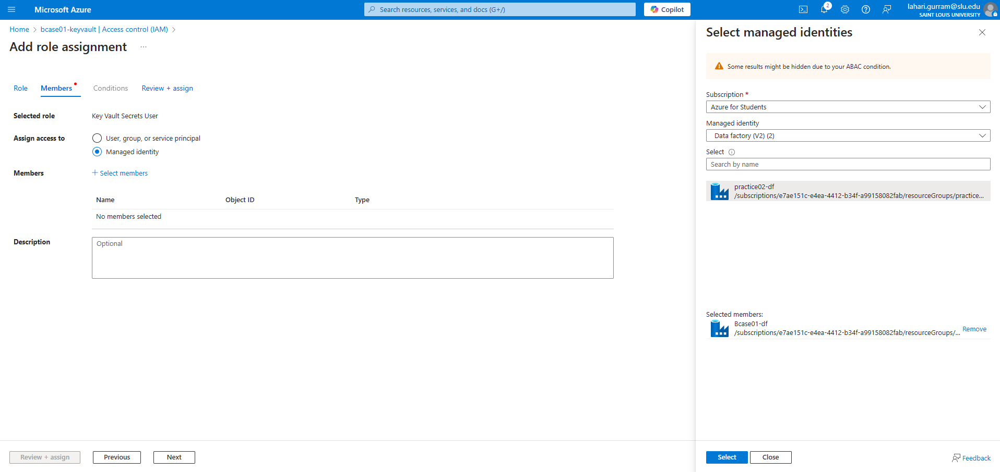 Microsoft Azure
Search resources, services, and docs (G+/)
Copilot
2
lahari.gurram@slu.edu
SAINT LOUIS UNIVERSITY
Home > bcase01-keyvault | Access control (IAM) >
Add role assignment ...
Role
Members
Conditions
Review + assign
Selected role
Key Vault Secrets User
Assign access to
User, group, or service principal
Managed identity
Members
+ Select members
Name
Object ID
Type
No members selected
Description
Optional
Review + assign
Previous
Next
Select managed identities
Some results might be hidden due to your ABAC condition.
Subscription *
Azure for Students
Managed identity
Data factory (V2) (2)
Select
Search by name
practice02-df
/subscriptions/e7ae151c-e4ea-4412-b34f-a99158082fab/resourceGroups/practice...
Selected members:
Bcase01-df
/subscriptions/e7ae151c-e4ea-4412-b34f-a99158082fab/resourceGroups/...
Remove
Select
Close
Feedback